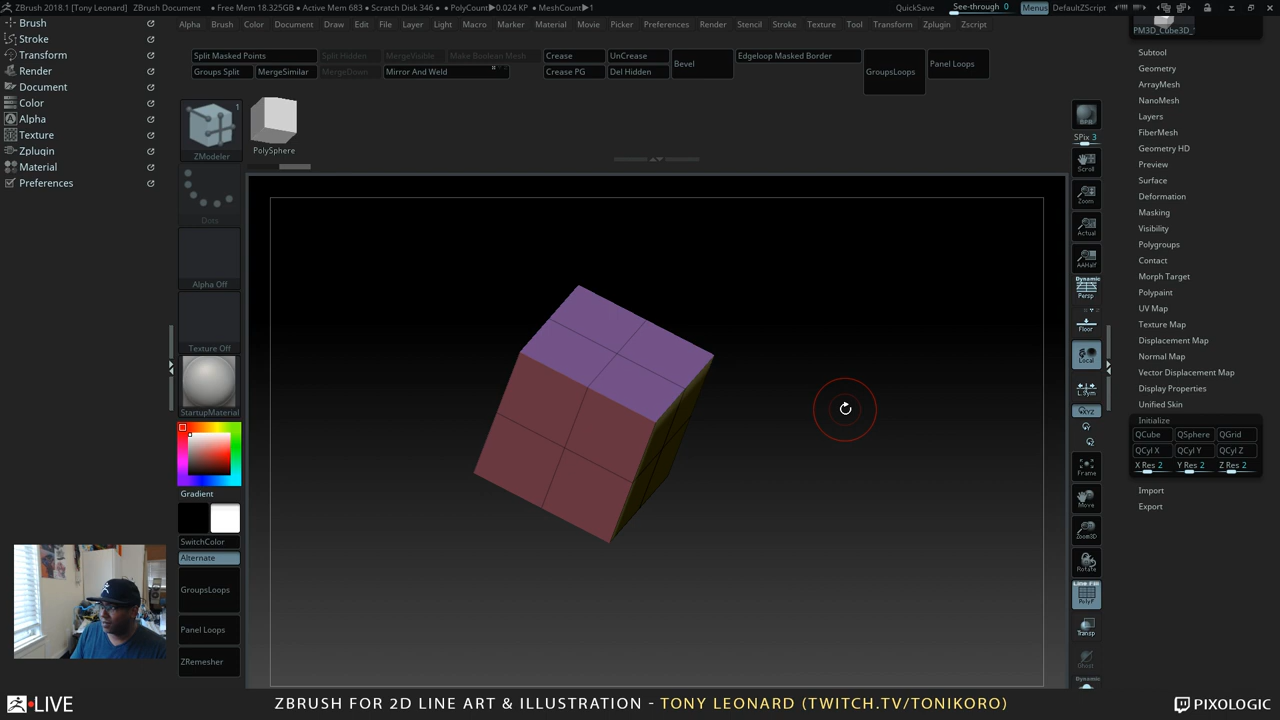 ZBrush 2018.1 [Tony Leonard] ZBrush Document • Free Mem 18.325GB • Active Mem 683 • Scratch Disk 346 • PolyCount▸0.024 KP • MeshCount▸1
QuickSave See-through 0 Menus DefaultZScript
Alpha Brush Color Document Draw Edit File Layer Light Macro Marker Material Movie Picker Preferences Render Stencil Stroke Texture Tool Transform Zplugin Zscript
Brush
Stroke
Transform
Render
Document
Color
Alpha
Texture
Zplugin
Material
Preferences
Split Masked Points Split Hidden MergeVisible Make Boolean Mesh Crease UnCrease Bevel Edgeloop Masked Border GroupsLoops Panel Loops
Groups Split MergeSimilar MergeDown Mirror And Weld Crease PG Del Hidden
1
ZModeler
PolySphere
Dots
Alpha Off
Texture Off
StartupMaterial
Gradient
SwitchColor
Alternate
GroupsLoops
Panel Loops
ZRemesher
BPR
SPix 3
Scroll
Zoom
Actual
AAHalf
Dynamic
Persp
Floor
Local
L.Sym
XYZ
Frame
Move
Zoom3D
Rotate
Line Fill
PolyF
Transp
Ghost
Dynamic
PM3D_Cube3D_1
Subtool
Geometry
ArrayMesh
NanoMesh
Layers
FiberMesh
Geometry HD
Preview
Surface
Deformation
Masking
Visibility
Polygroups
Contact
Morph Target
Polypaint
UV Map
Texture Map
Displacement Map
Normal Map
Vector Displacement Map
Display Properties
Unified Skin
Initialize
QCube QSphere QGrid
QCyl X QCyl Y QCyl Z
X Res 2 Y Res 2 Z Res 2
Import
Export
LIVE
ZBRUSH FOR 2D LINE ART & ILLUSTRATION - TONY LEONARD (TWITCH.TV/TONIKORO)
PIXOLOGIC